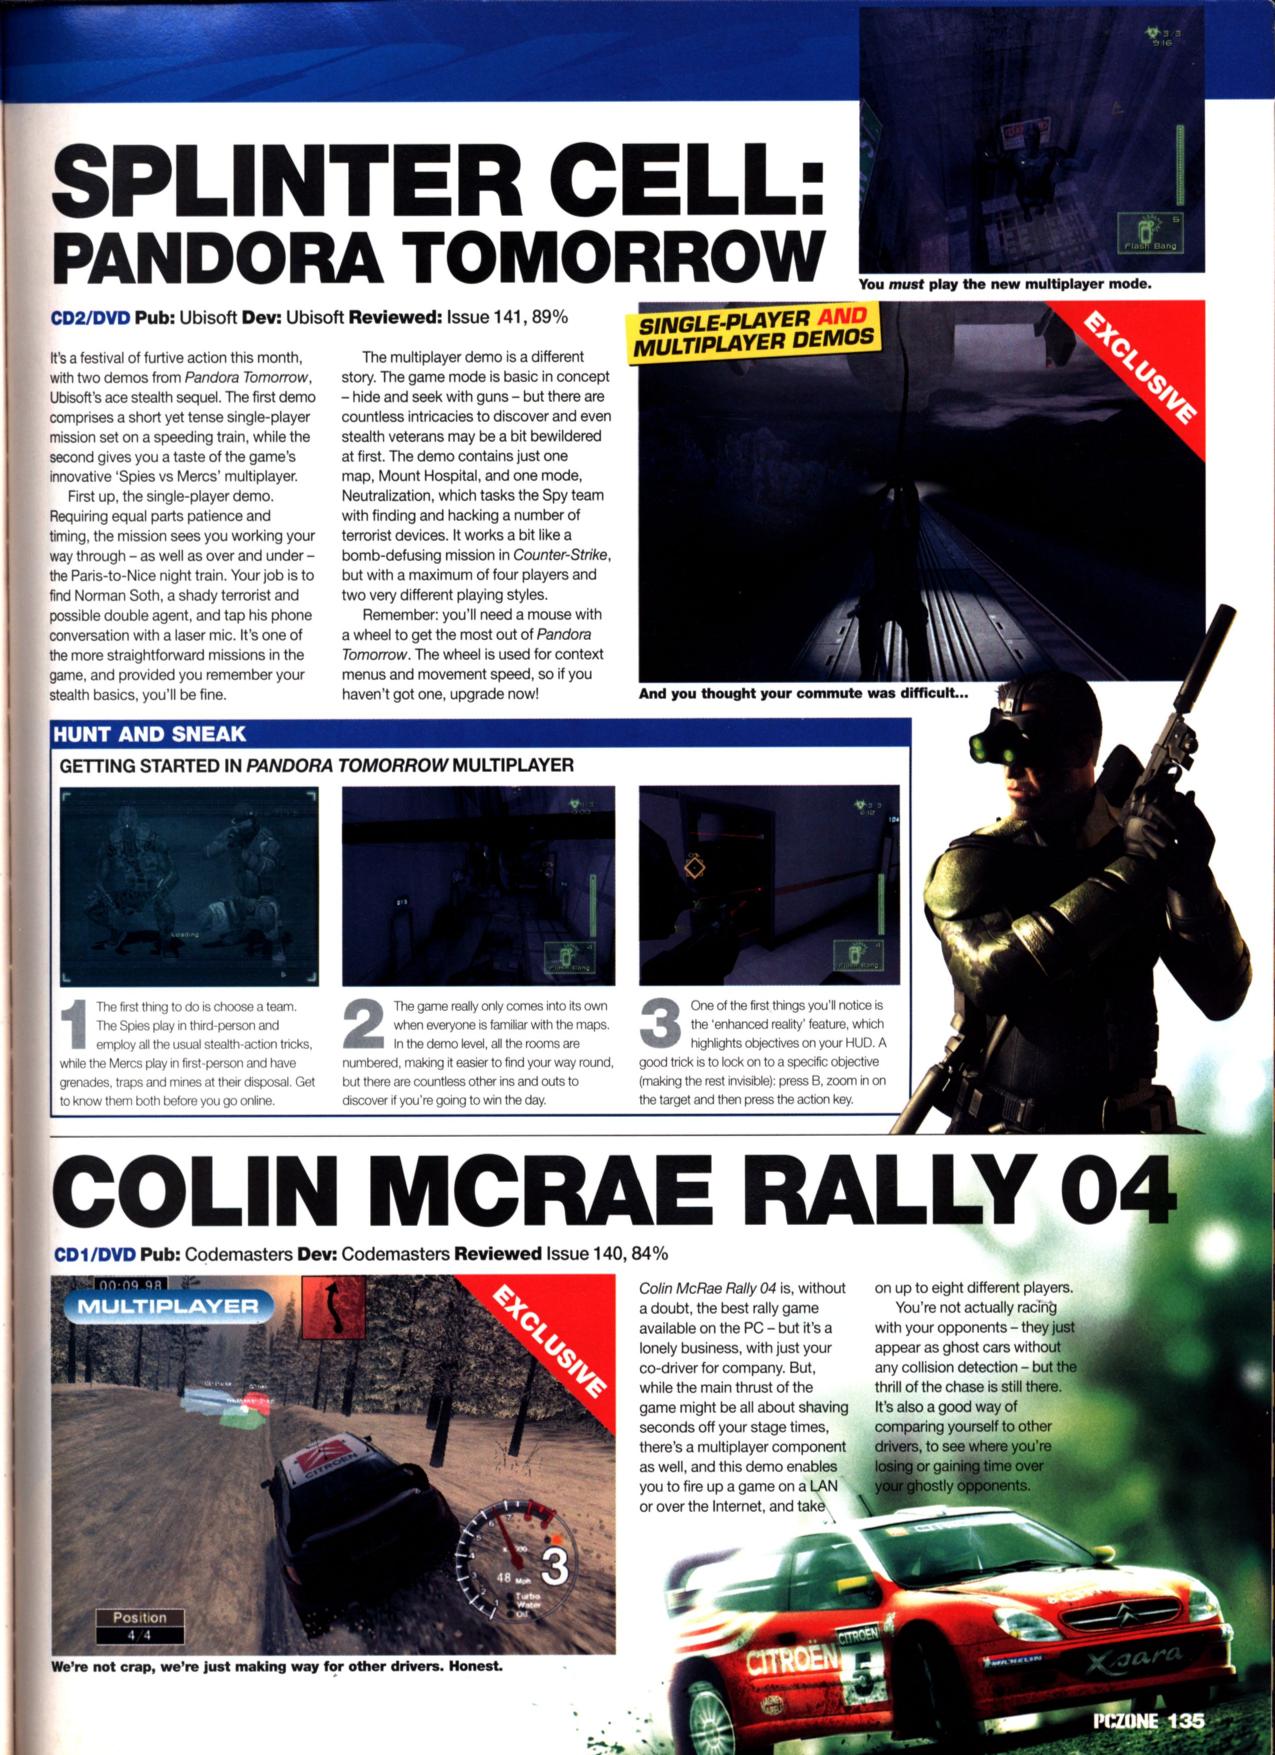 SPLINTER CELL:
PANDORA TOMORROW
3/3
9:16
5
Flash Bang
You must play the new multiplayer mode.
CD2/DVD Pub: Ubisoft Dev: Ubisoft Reviewed: Issue 141, 89%
It's a festival of furtive action this month,
with two demos from Pandora Tomorrow,
Ubisoft's ace stealth sequel. The first demo
comprises a short yet tense single-player
mission set on a speeding train, while the
second gives you a taste of the game's
innovative 'Spies vs Mercs' multiplayer.
First up, the single-player demo.
Requiring equal parts patience and
timing, the mission sees you working your
way through – as well as over and under –
the Paris-to-Nice night train. Your job is to
find Norman Soth, a shady terrorist and
possible double agent, and tap his phone
conversation with a laser mic. It's one of
the more straightforward missions in the
game, and provided you remember your
stealth basics, you'll be fine.
The multiplayer demo is a different
story. The game mode is basic in concept
– hide and seek with guns – but there are
countless intricacies to discover and even
stealth veterans may be a bit bewildered
at first. The demo contains just one
map, Mount Hospital, and one mode,
Neutralization, which tasks the Spy team
with finding and hacking a number of
terrorist devices. It works a bit like a
bomb-defusing mission in Counter-Strike,
but with a maximum of four players and
two very different playing styles.
Remember: you'll need a mouse with
a wheel to get the most out of Pandora
Tomorrow. The wheel is used for context
menus and movement speed, so if you
haven't got one, upgrade now!
SINGLE-PLAYER AND
MULTIPLAYER DEMOS
EXCLUSIVE
And you thought your commute was difficult...
HUNT AND SNEAK
GETTING STARTED IN PANDORA TOMORROW MULTIPLAYER
Loading
1 The first thing to do is choose a team.
The Spies play in third-person and
employ all the usual stealth-action tricks,
while the Mercs play in first-person and have
grenades, traps and mines at their disposal. Get
to know them both before you go online.
Flash Bang
2 The game really only comes into its own
when everyone is familiar with the maps.
In the demo level, all the rooms are
numbered, making it easier to find your way round,
but there are countless other ins and outs to
discover if you're going to win the day.
Flash Bang
3 One of the first things you'll notice is
the 'enhanced reality' feature, which
highlights objectives on your HUD. A
good trick is to lock on to a specific objective
(making the rest invisible): press B, zoom in on
the target and then press the action key.
COLIN MCRAE RALLY 04
CD1/DVD Pub: Codemasters Dev: Codemasters Reviewed Issue 140, 84%
00:09.98
MULTIPLAYER
EXCLUSIVE
CITROËN
3
48 Mph
Turbo
Water
Oil
Position
4/4
We're not crap, we're just making way for other drivers. Honest.
Colin McRae Rally 04 is, without
a doubt, the best rally game
available on the PC – but it's a
lonely business, with just your
co-driver for company. But,
while the main thrust of the
game might be all about shaving
seconds off your stage times,
there's a multiplayer component
as well, and this demo enables
you to fire up a game on a LAN
or over the Internet, and take
on up to eight different players.
You're not actually racing
with your opponents – they just
appear as ghost cars without
any collision detection – but the
thrill of the chase is still there.
It's also a good way of
comparing yourself to other
drivers, to see where you're
losing or gaining time over
your ghostly opponents.
CITROËN
CITROËN
5
MICHELIN
Xsara
PCZONE 135